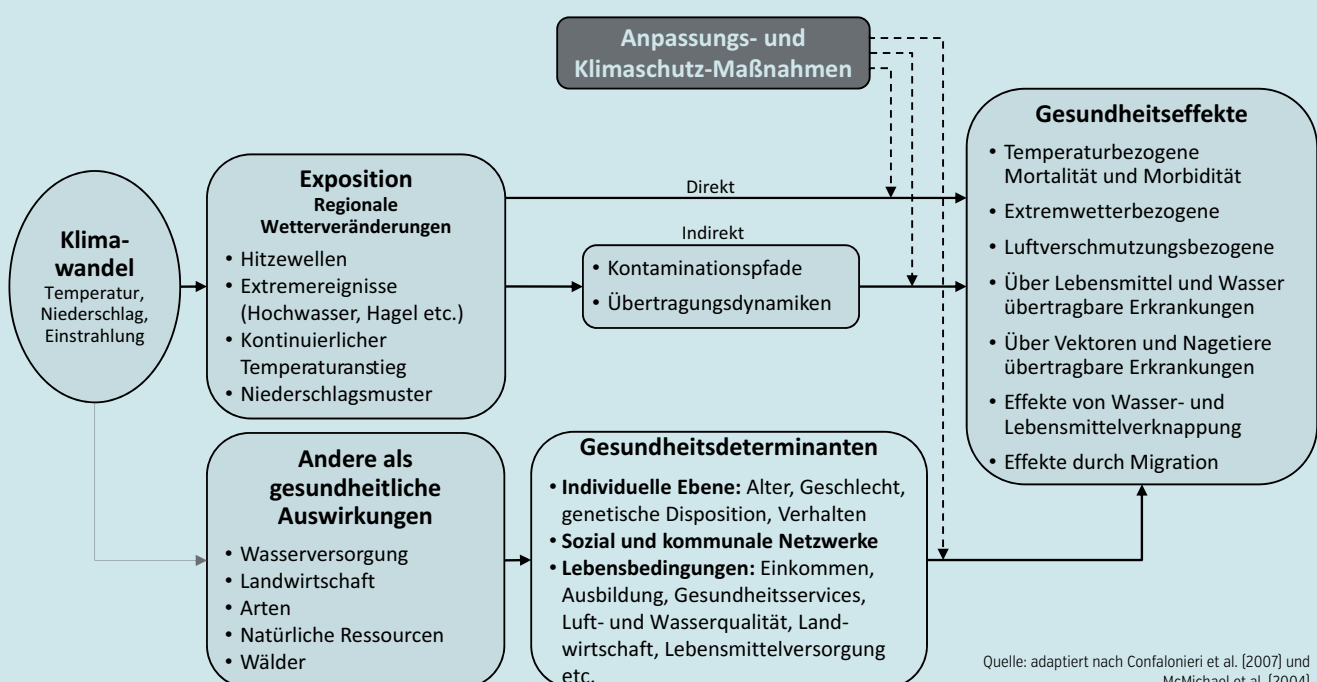 Anpassungs- und
Klimaschutz-Maßnahmen
Klima-
wandel
Temperatur,
Niederschlag,
Einstrahlung
Exposition
Regionale
Wetterveränderungen
• Hitzewellen
• Extremereignisse
(Hochwasser, Hagel etc.)
• Kontinuierlicher
Temperaturanstieg
• Niederschlagsmuster
Direkt
Indirekt
• Kontaminationspfade
• Übertragungsdynamiken
Gesundheitseffekte
• Temperaturbezogene
Mortalität und Morbidität
• Extremwetterbezogene
• Luftverschmutzungsbezogene
• Über Lebensmittel und Wasser
übertragbare Erkrankungen
• Über Vektoren und Nagetiere
übertragbare Erkrankungen
• Effekte von Wasser- und
Lebensmittelverknappung
• Effekte durch Migration
Andere als
gesundheitliche
Auswirkungen
• Wasserversorgung
• Landwirtschaft
• Arten
• Natürliche Ressourcen
• Wälder
Gesundheitsdeterminanten
• Individuelle Ebene: Alter, Geschlecht,
genetische Disposition, Verhalten
• Sozial und kommunale Netzwerke
• Lebensbedingungen: Einkommen,
Ausbildung, Gesundheitsservices,
Luft- und Wasserqualität, Land-
wirtschaft, Lebensmittelversorgung
etc.
Quelle: adaptiert nach Confalonieri et al. [2007] und
McMichael et al. [2004]